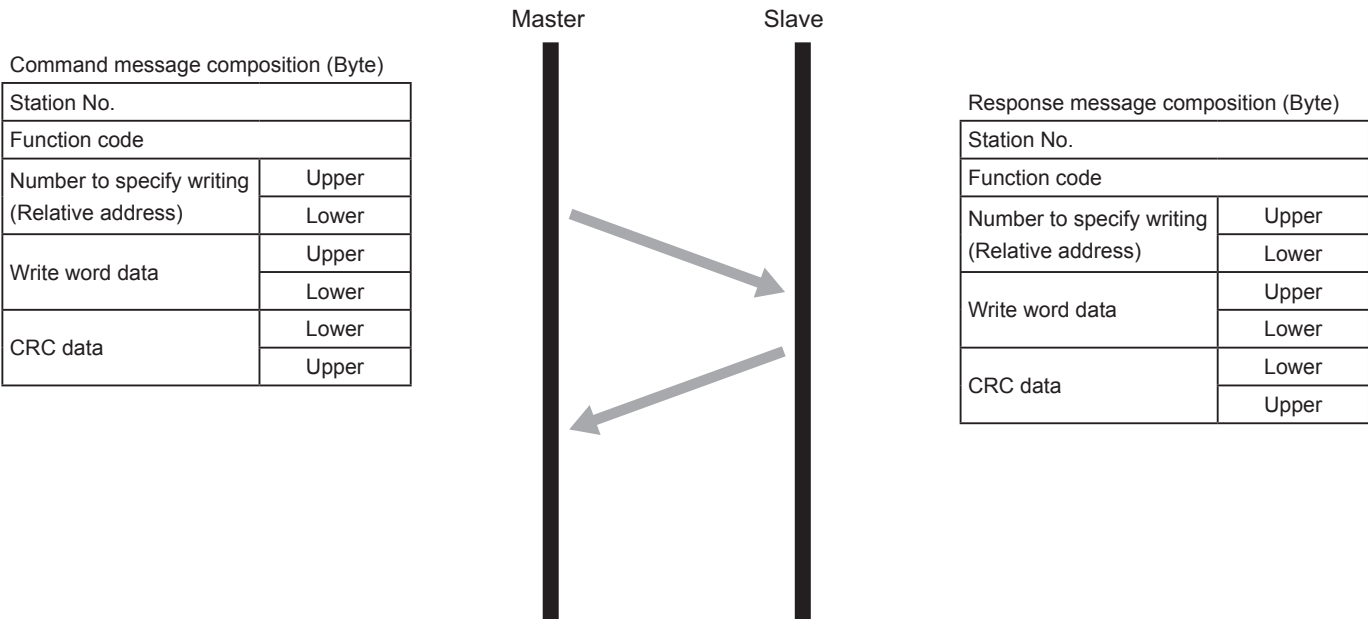 Master Slave
Command message composition (Byte)
Station No.
Function code
Number to specify writing
(Relative address)
Upper
Lower
Write word data
Upper
Lower
CRC data
Lower
Upper
Response message composition (Byte)
Station No.
Function code
Number to specify writing
(Relative address)
Upper
Lower
Write word data
Upper
Lower
CRC data
Lower
Upper